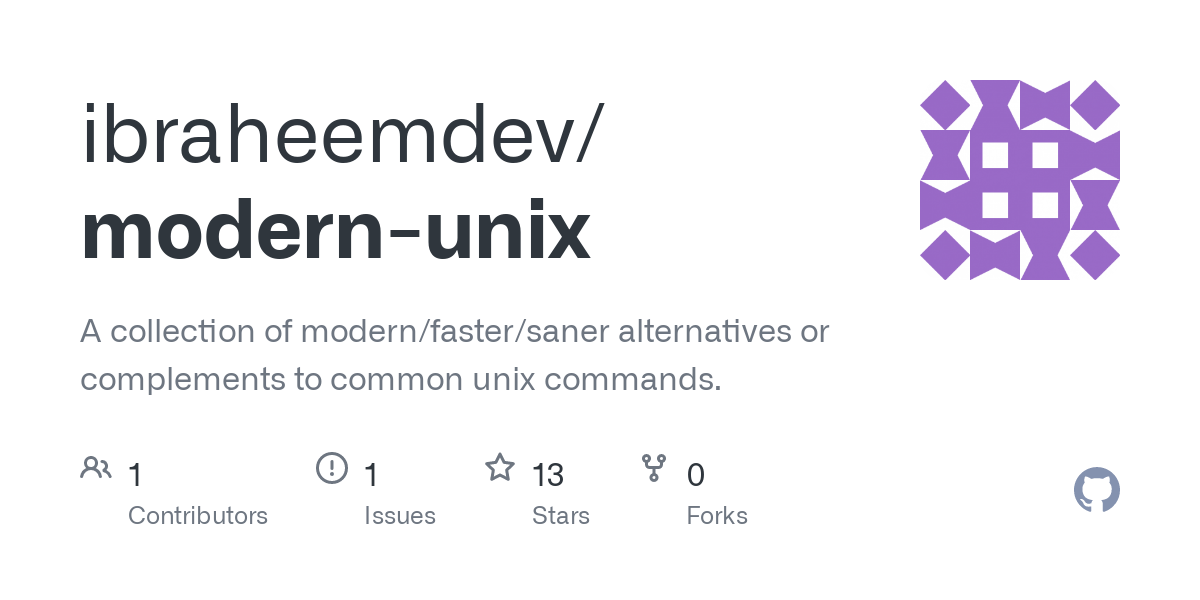 ibraheemdev/
modern-unix
A collection of modern/faster/saner alternatives or
complements to common unix commands.
1 1 13 0
Contributors Issues Stars Forks